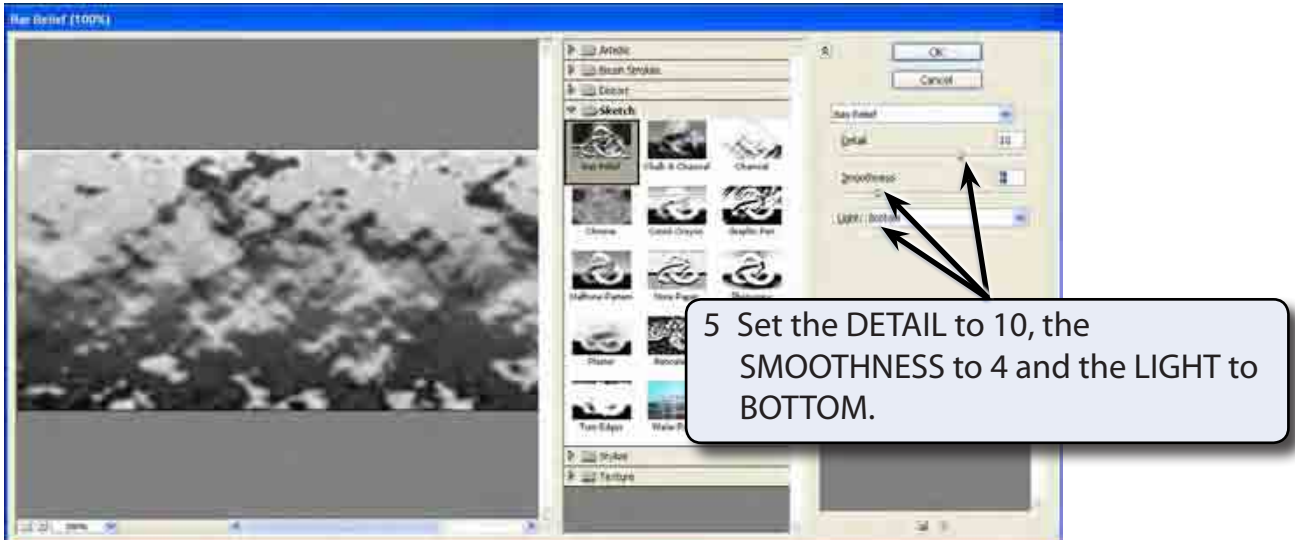 Bas Relief (100%)
Artistic
Brush Strokes
Distort
Sketch
Bas Relief
Chalk & Charcoal
Charcoal
Chrome
Conté Crayon
Graphic Pen
Halftone Pattern
Note Paper
Photocopy
Plaster
Torn Edges
Stylize
Texture
100%
OK
Cancel
Bas Relief
Detail
10
Smoothness
Light: Bottom
5 Set the DETAIL to 10, the
SMOOTHNESS to 4 and the LIGHT to
BOTTOM.